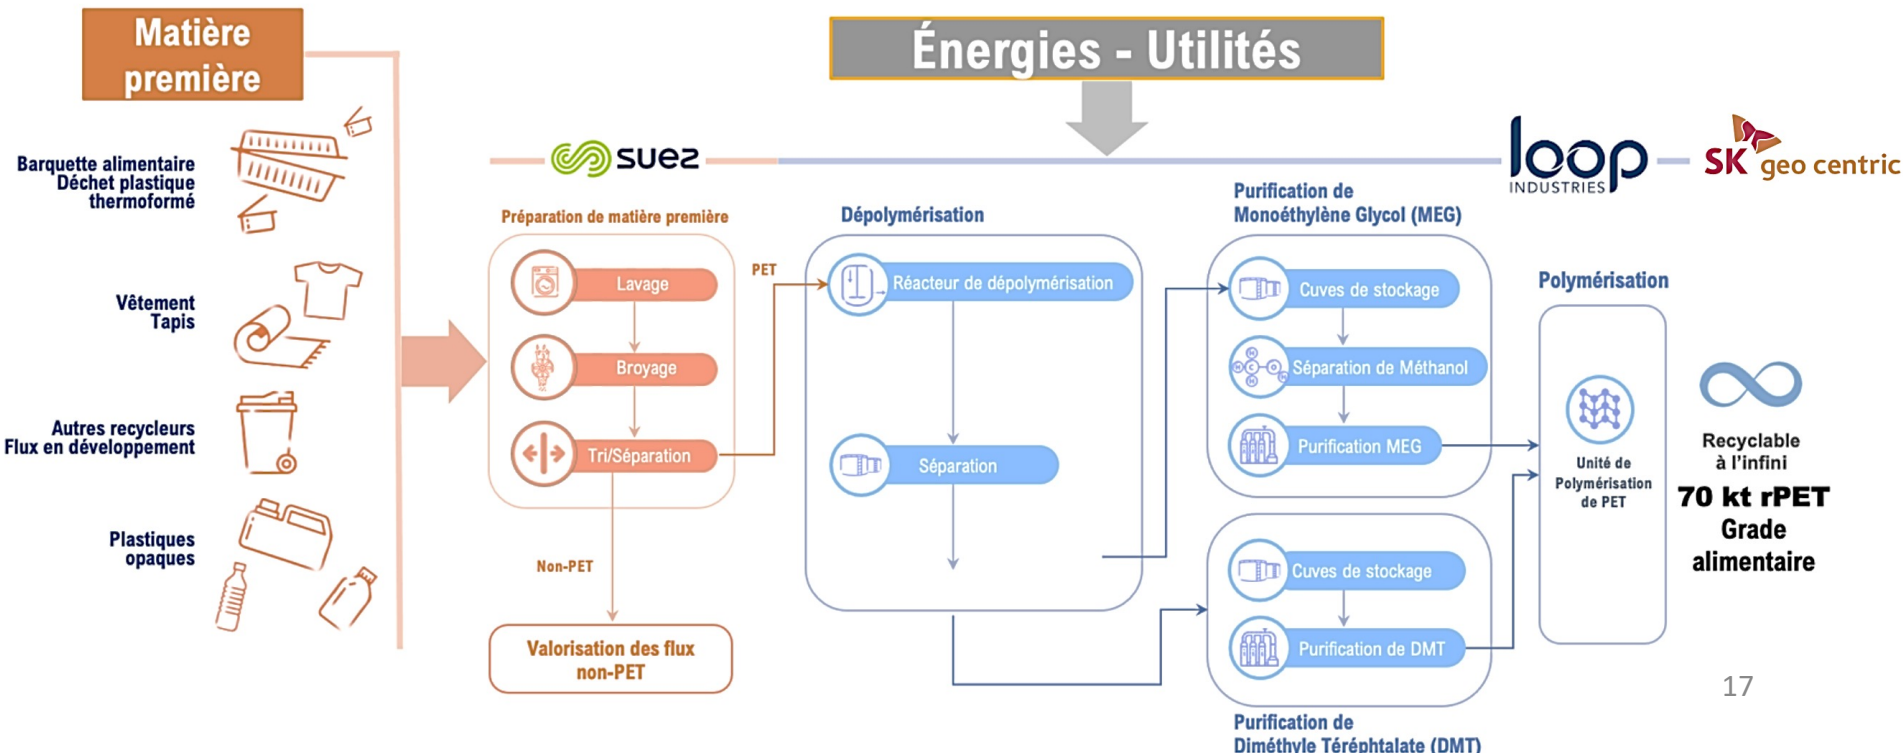 Matière
première
Énergies - Utilités
Barquette alimentaire
Déchet plastique
thermoformé
Vêtement
Tapis
Autres recycleurs
Flux en développement
Plastiques
opaques
suez
Préparation de matière première
Lavage
Broyage
Tri/Séparation
PET
Non-PET
Valorisation des flux
non-PET
Dépolymérisation
Réacteur de dépolymérisation
Séparation
loop
INDUSTRIES
SK geo centric
Purification de
Monoéthylène Glycol (MEG)
Cuves de stockage
H
H C O H
H
Séparation de Méthanol
Purification MEG
Cuves de stockage
Purification de DMT
Purification de
Diméthyle Téréphtalate (DMT)
Polymérisation
Unité de
Polymérisation
de PET
Recyclable
à l'infini
70 kt rPET
Grade
alimentaire
17